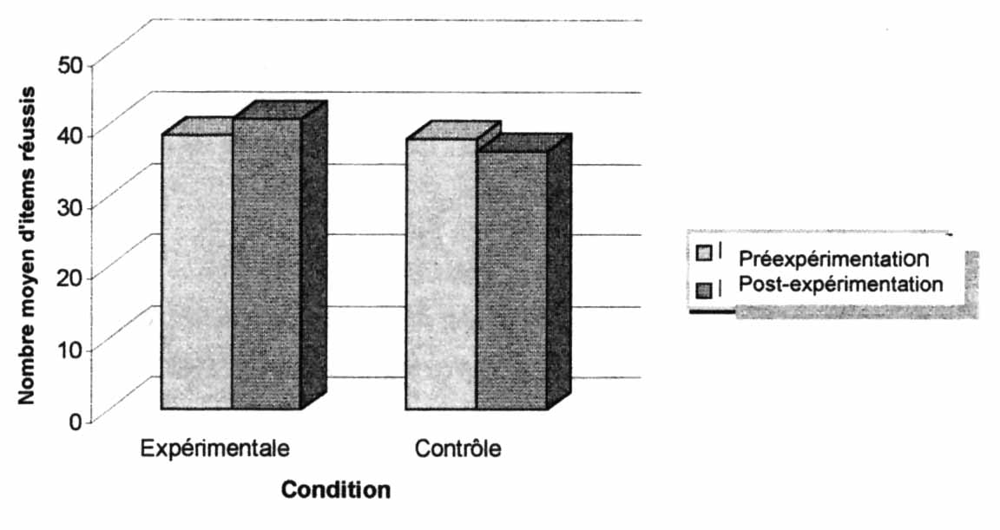 Nombre moyen d'items réussis
50
40
30
20
10
0
Expérimentale
Contrôle
Condition
Préexpérimentation
Post-expérimentation